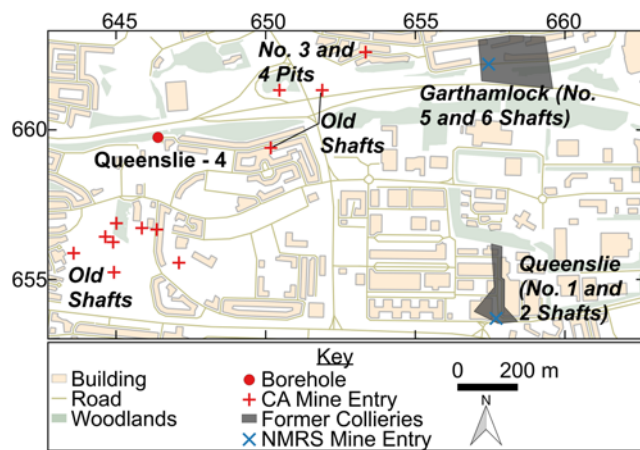 645 650 655 660
No. 3 and
4 Pits
Garthamlock (No.
5 and 6 Shafts)
660
Old
Shafts
Queenslie - 4
655
Old
Shafts
Queenslie
(No. 1 and
2 Shafts)
Key
Building
Road
Woodlands
Borehole
CA Mine Entry
Former Collieries
NMRS Mine Entry
0 200 m
N